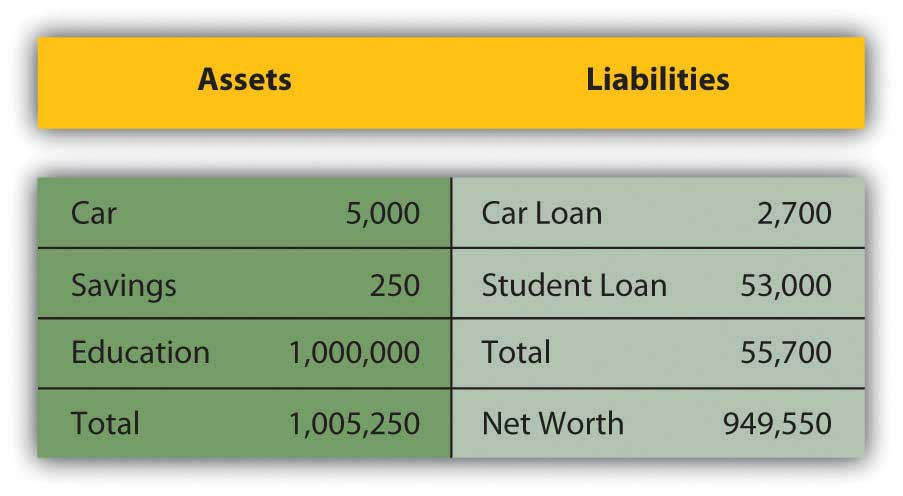 Assets Liabilities
Car 5,000 Car Loan 2,700
Savings 250 Student Loan 53,000
Education 1,000,000 Total 55,700
Total 1,005,250 Net Worth 949,550